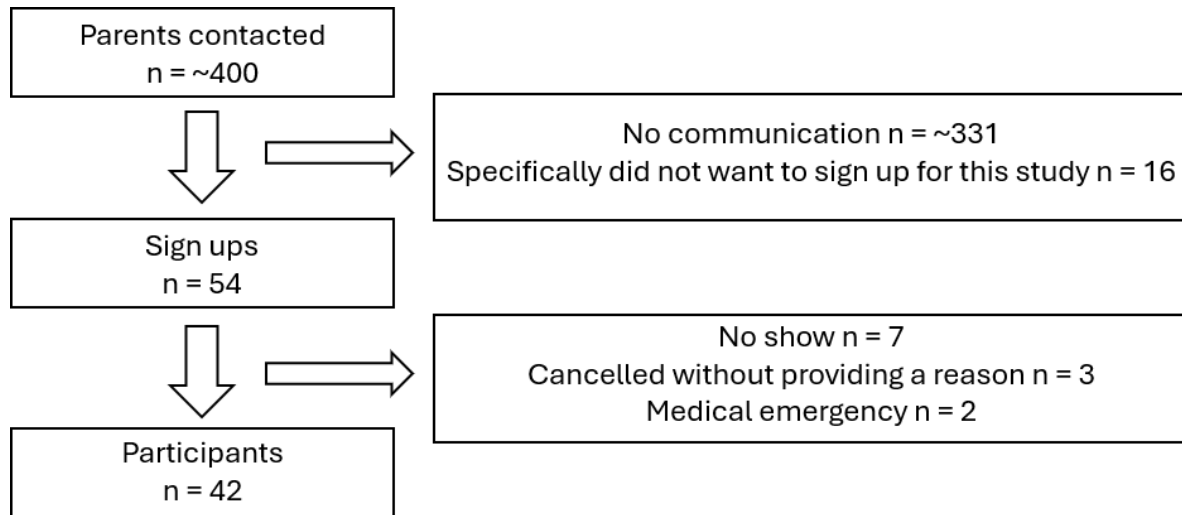 Parents contacted
n = ~400
No communication n = ~331
Specifically did not want to sign up for this study n = 16
Sign ups
n = 54
No show n = 7
Cancelled without providing a reason n = 3
Medical emergency n = 2
Participants
n = 42